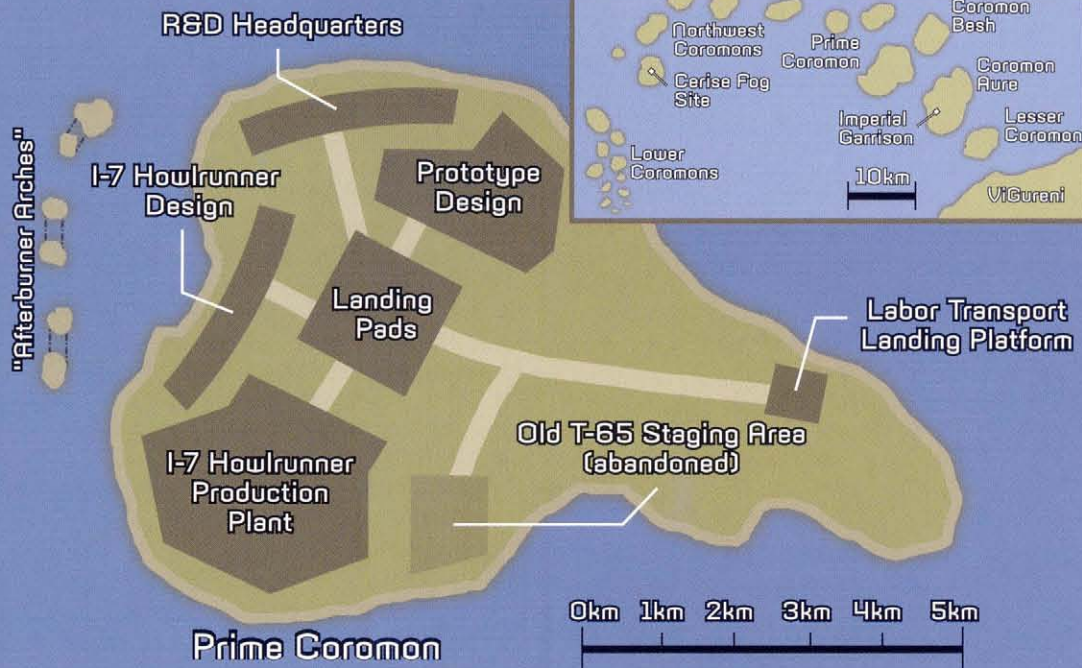 R&D Headquarters
Northwest
Coromons
Prime
Coromon
Coromon
Besh
Cerise Fog
Site
Coromon
Aure
Imperial
Garrison
Lesser
Coromon
Lower
Coromons
10km
ViGureni
"Afterburner Arches"
I-7 Howlrunner
Design
Prototype
Design
Landing
Pads
Labor Transport
Landing Platform
Old T-65 Staging Area
(abandoned)
I-7 Howlrunner
Production
Plant
0km 1km 2km 3km 4km 5km
Prime Coromon